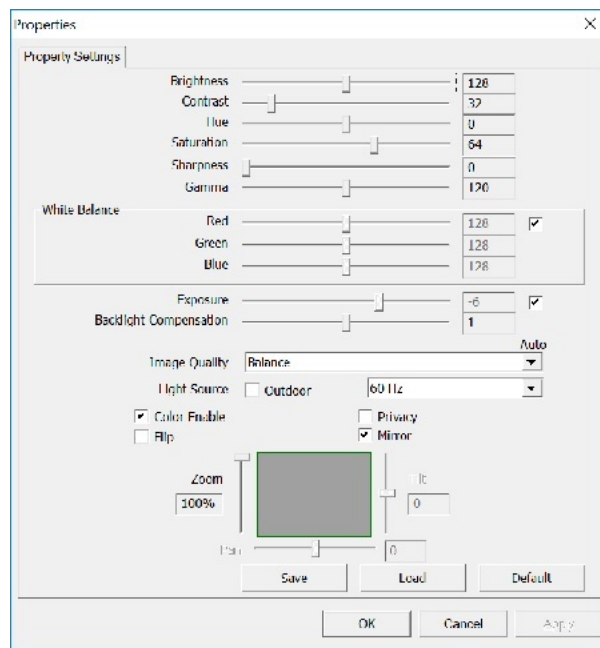 Properties
Property Settings
Brightness 128
Contrast 32
Hue 0
Saturation 64
Sharpness 0
Gamma 120
White Balance
Red 128
Green 128
Blue 128
Exposure -6
Backlight Compensation 1
Auto
Image Quality Balance
Light Source Outdoor 60 Hz
Color Enable Privacy
Flip Mirror
Zoom Tilt
100% 0
Pan 0
Save Load Default
OK Cancel Apply